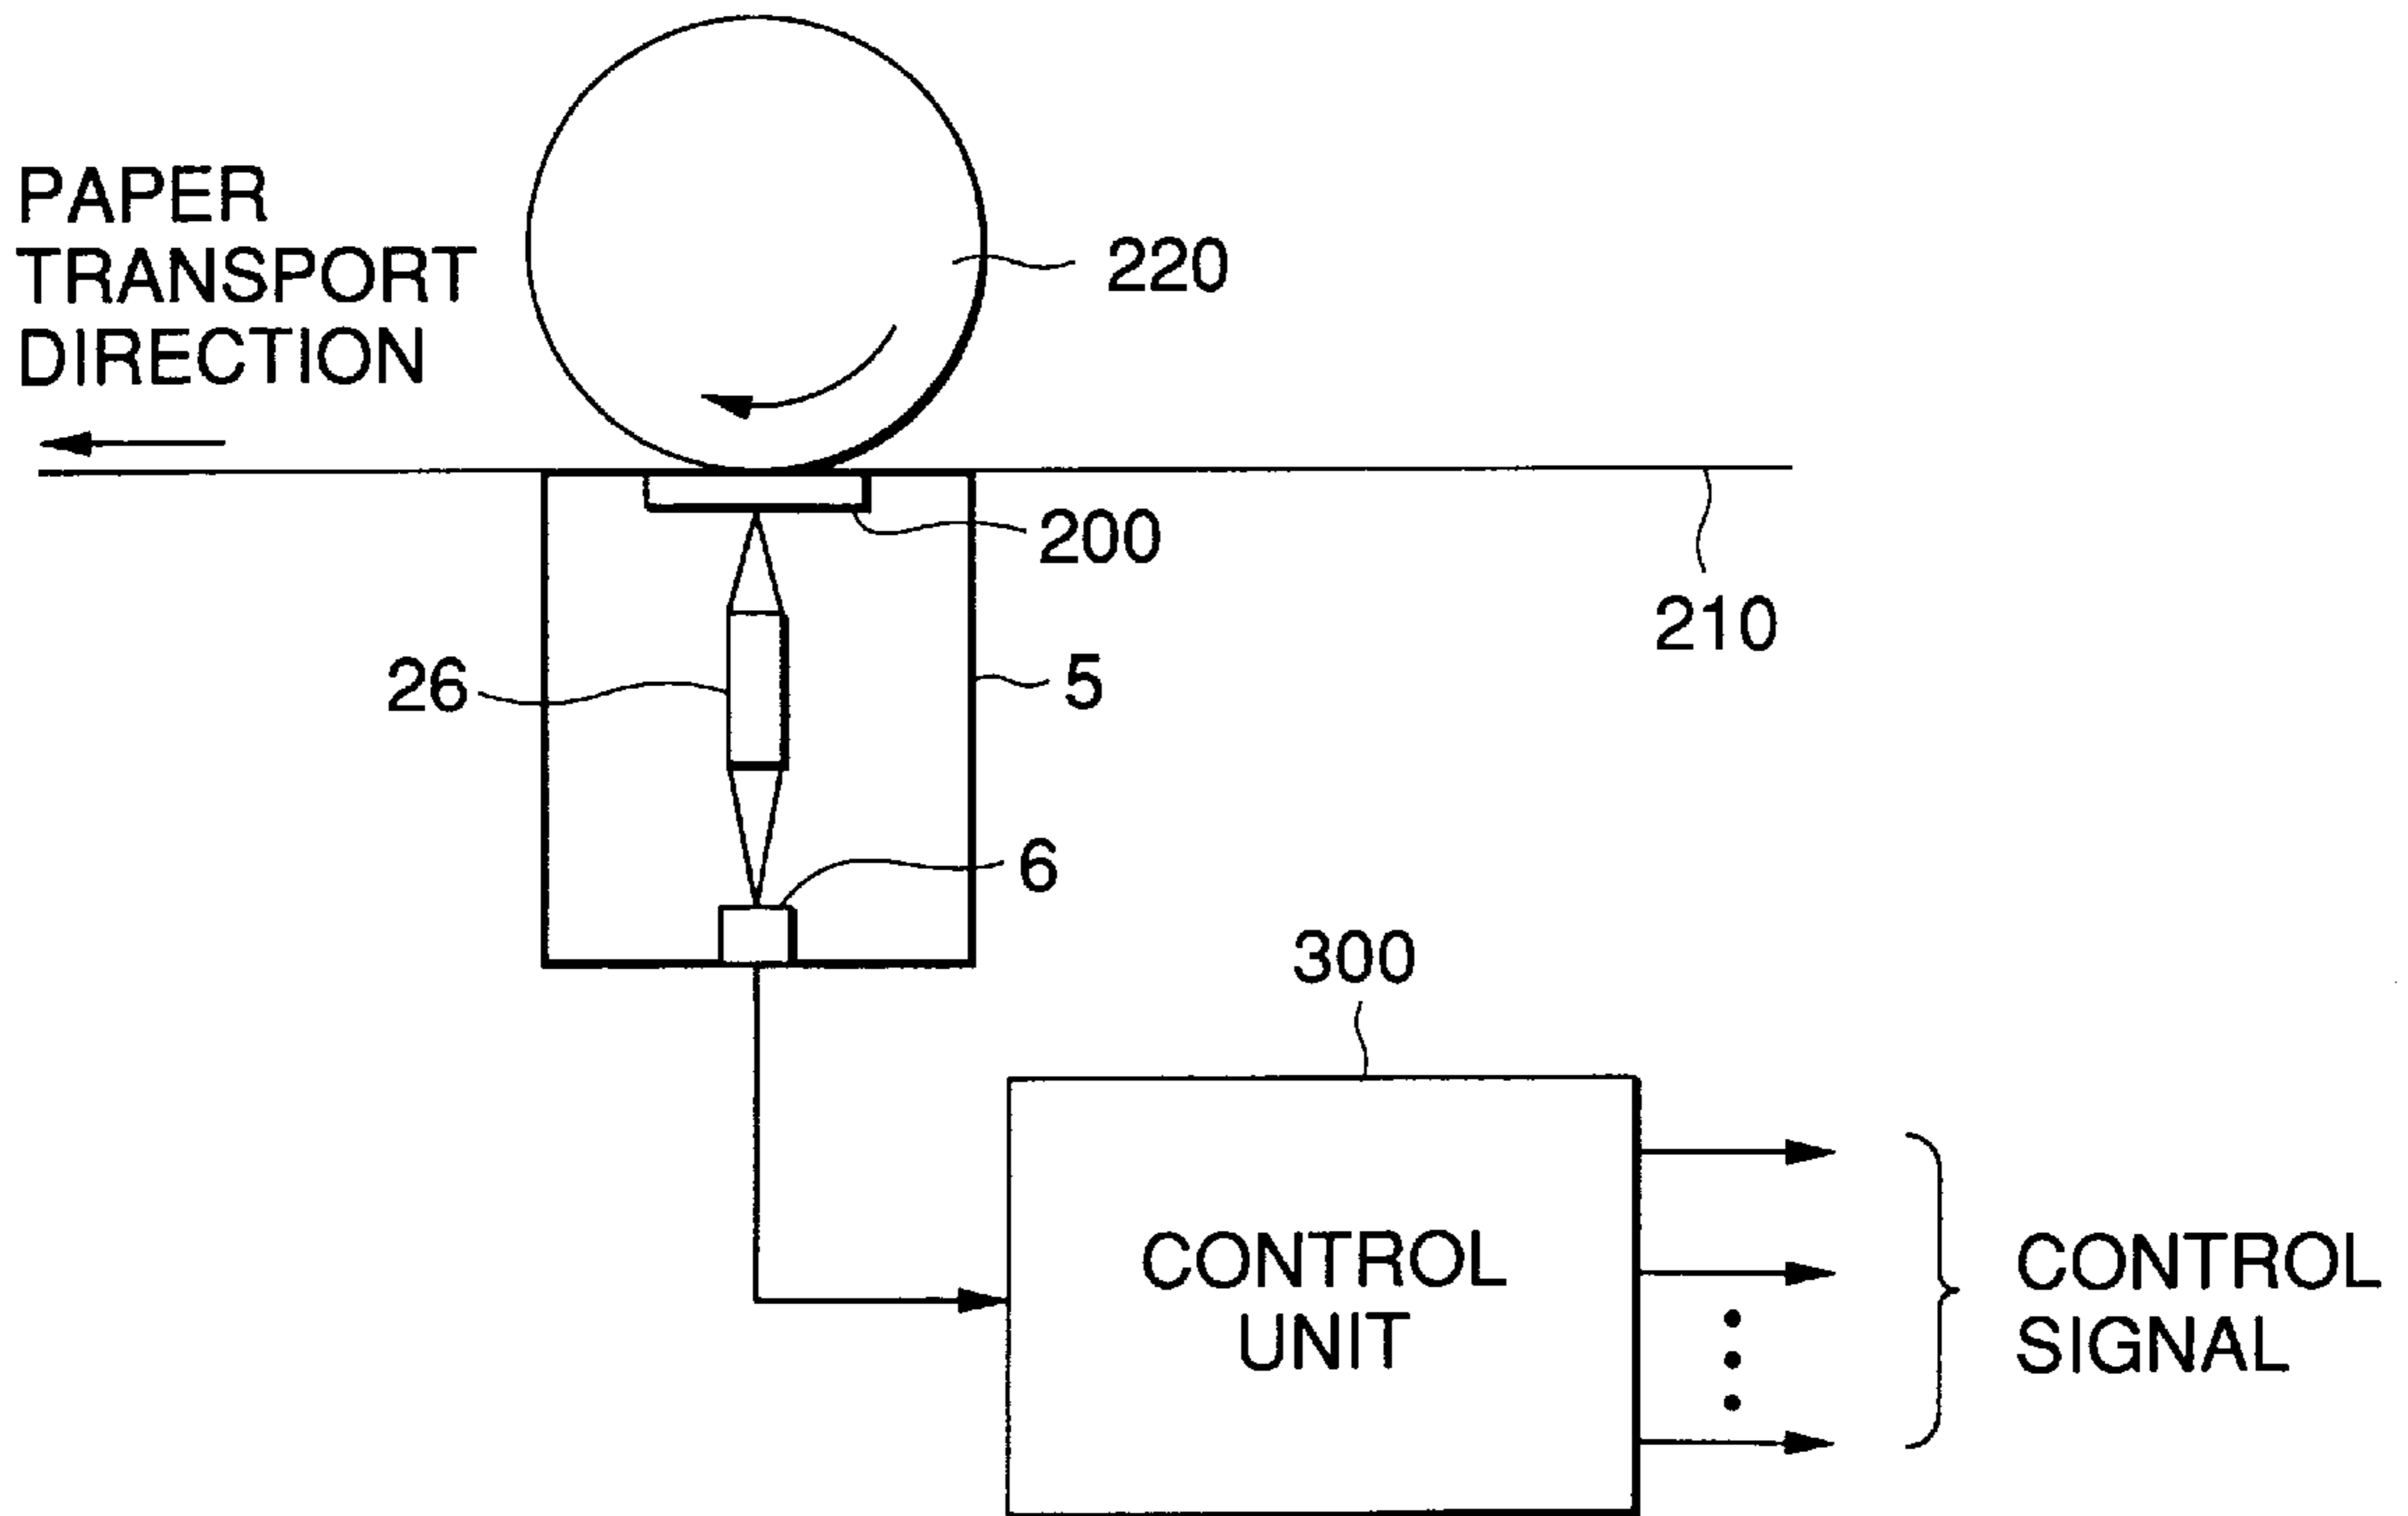 PAPER
TRANSPORT
DIRECTION
220
200
210
26
5
6
300
CONTROL
UNIT
CONTROL
SIGNAL